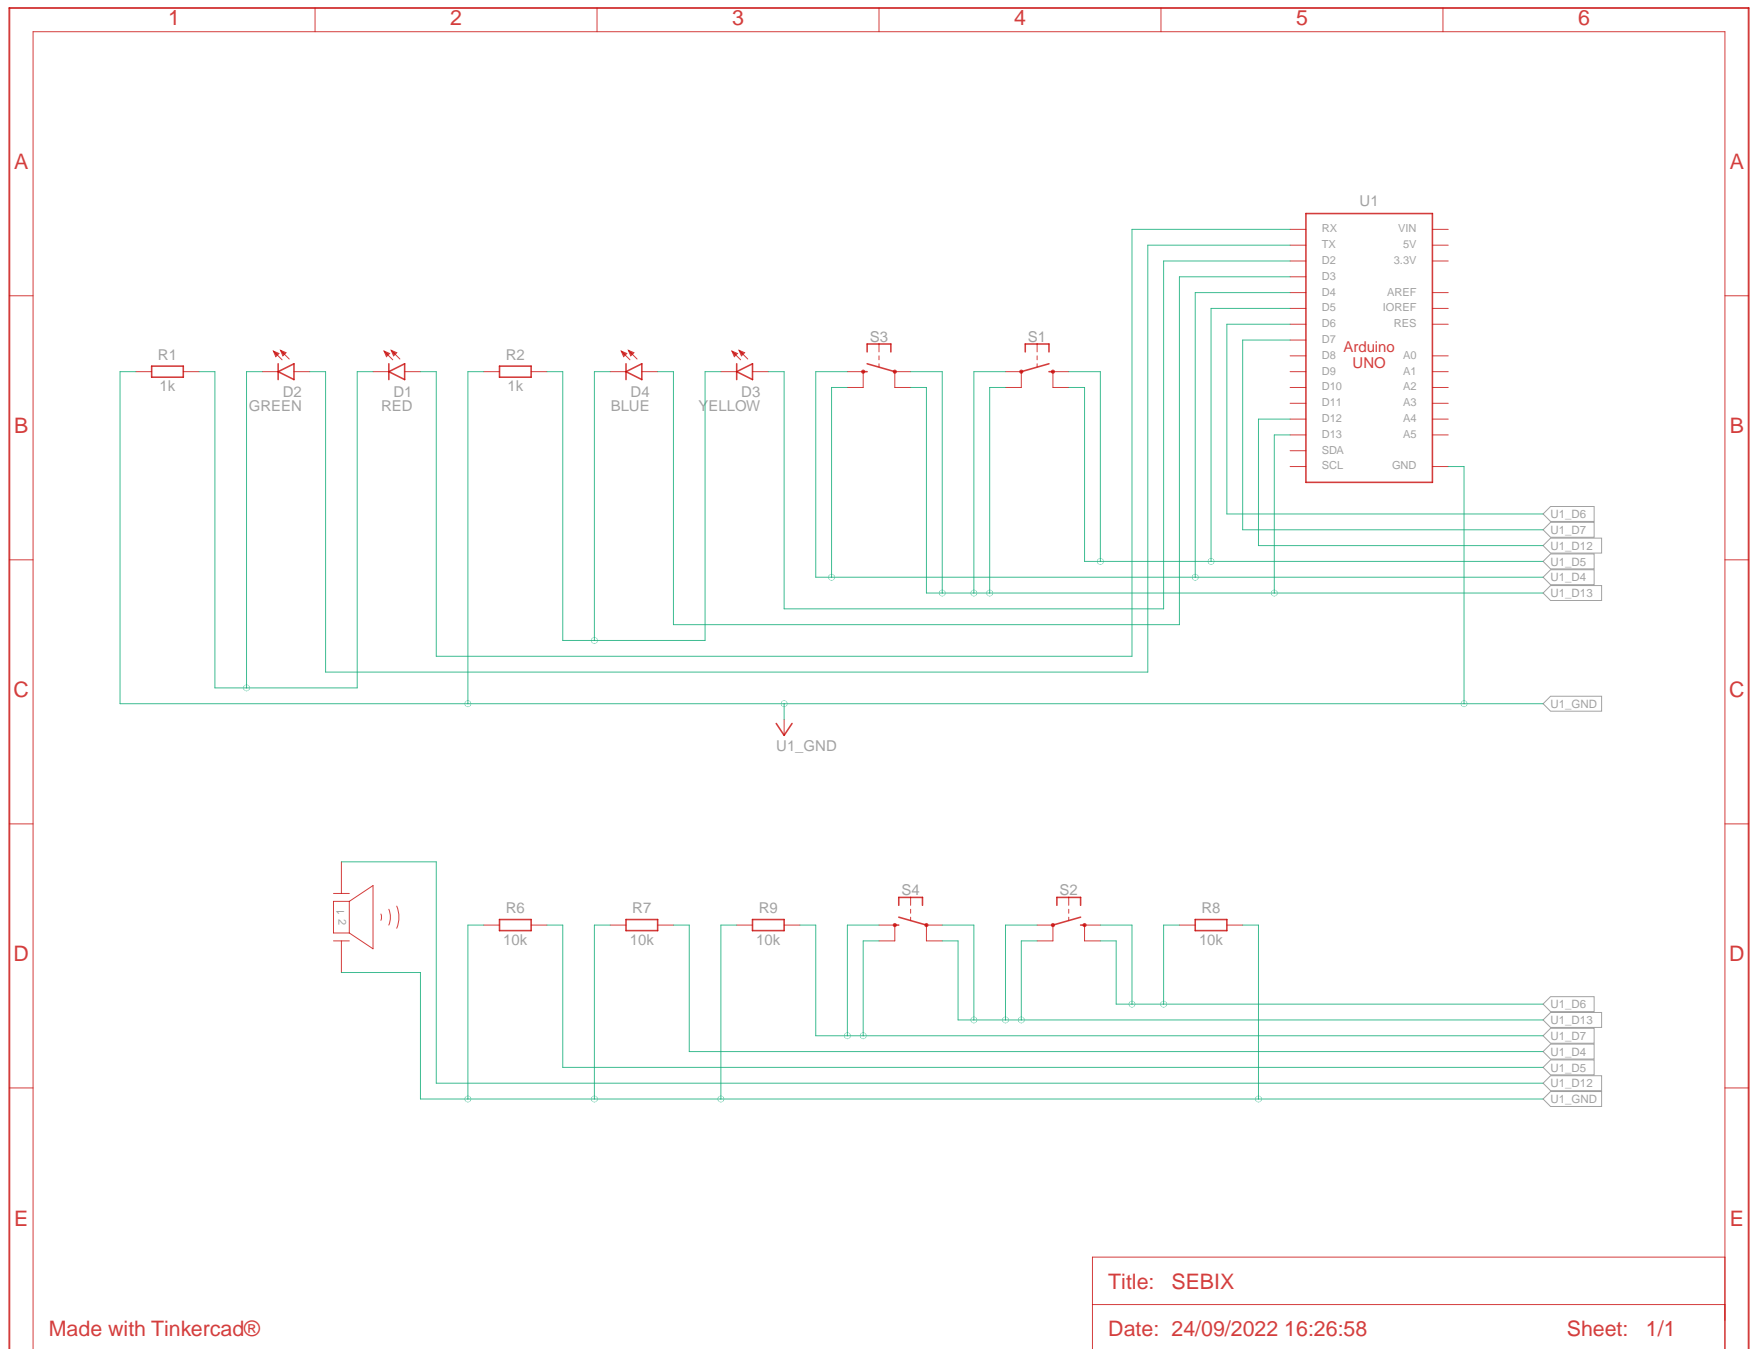 1 2 3 4 5 6
A A
U1
RX VIN
TX 5V
D2 3.3V
D3
D4 AREF
D5 IOREF
D6 RES
D7
Arduino
UNO
D8 A0
D9 A1
D10 A2
D11 A3
D12 A4
D13 A5
SDA
SCL GND
R1
1k
D2
GREEN
D1
RED
R2
1k
D4
BLUE
D3
YELLOW
S3
S1
B B
U1_D6
U1_D7
U1_D12
U1_D5
U1_D4
U1_D13
C C
U1_GND
U1_GND
1 2
R6
10k
R7
10k
R9
10k
S4
S2
R8
10k
D D
U1_D6
U1_D13
U1_D7
U1_D4
U1_D5
U1_D12
U1_GND
E E
Title: SEBIX
Made with Tinkercad®
Date: 24/09/2022 16:26:58 Sheet: 1/1